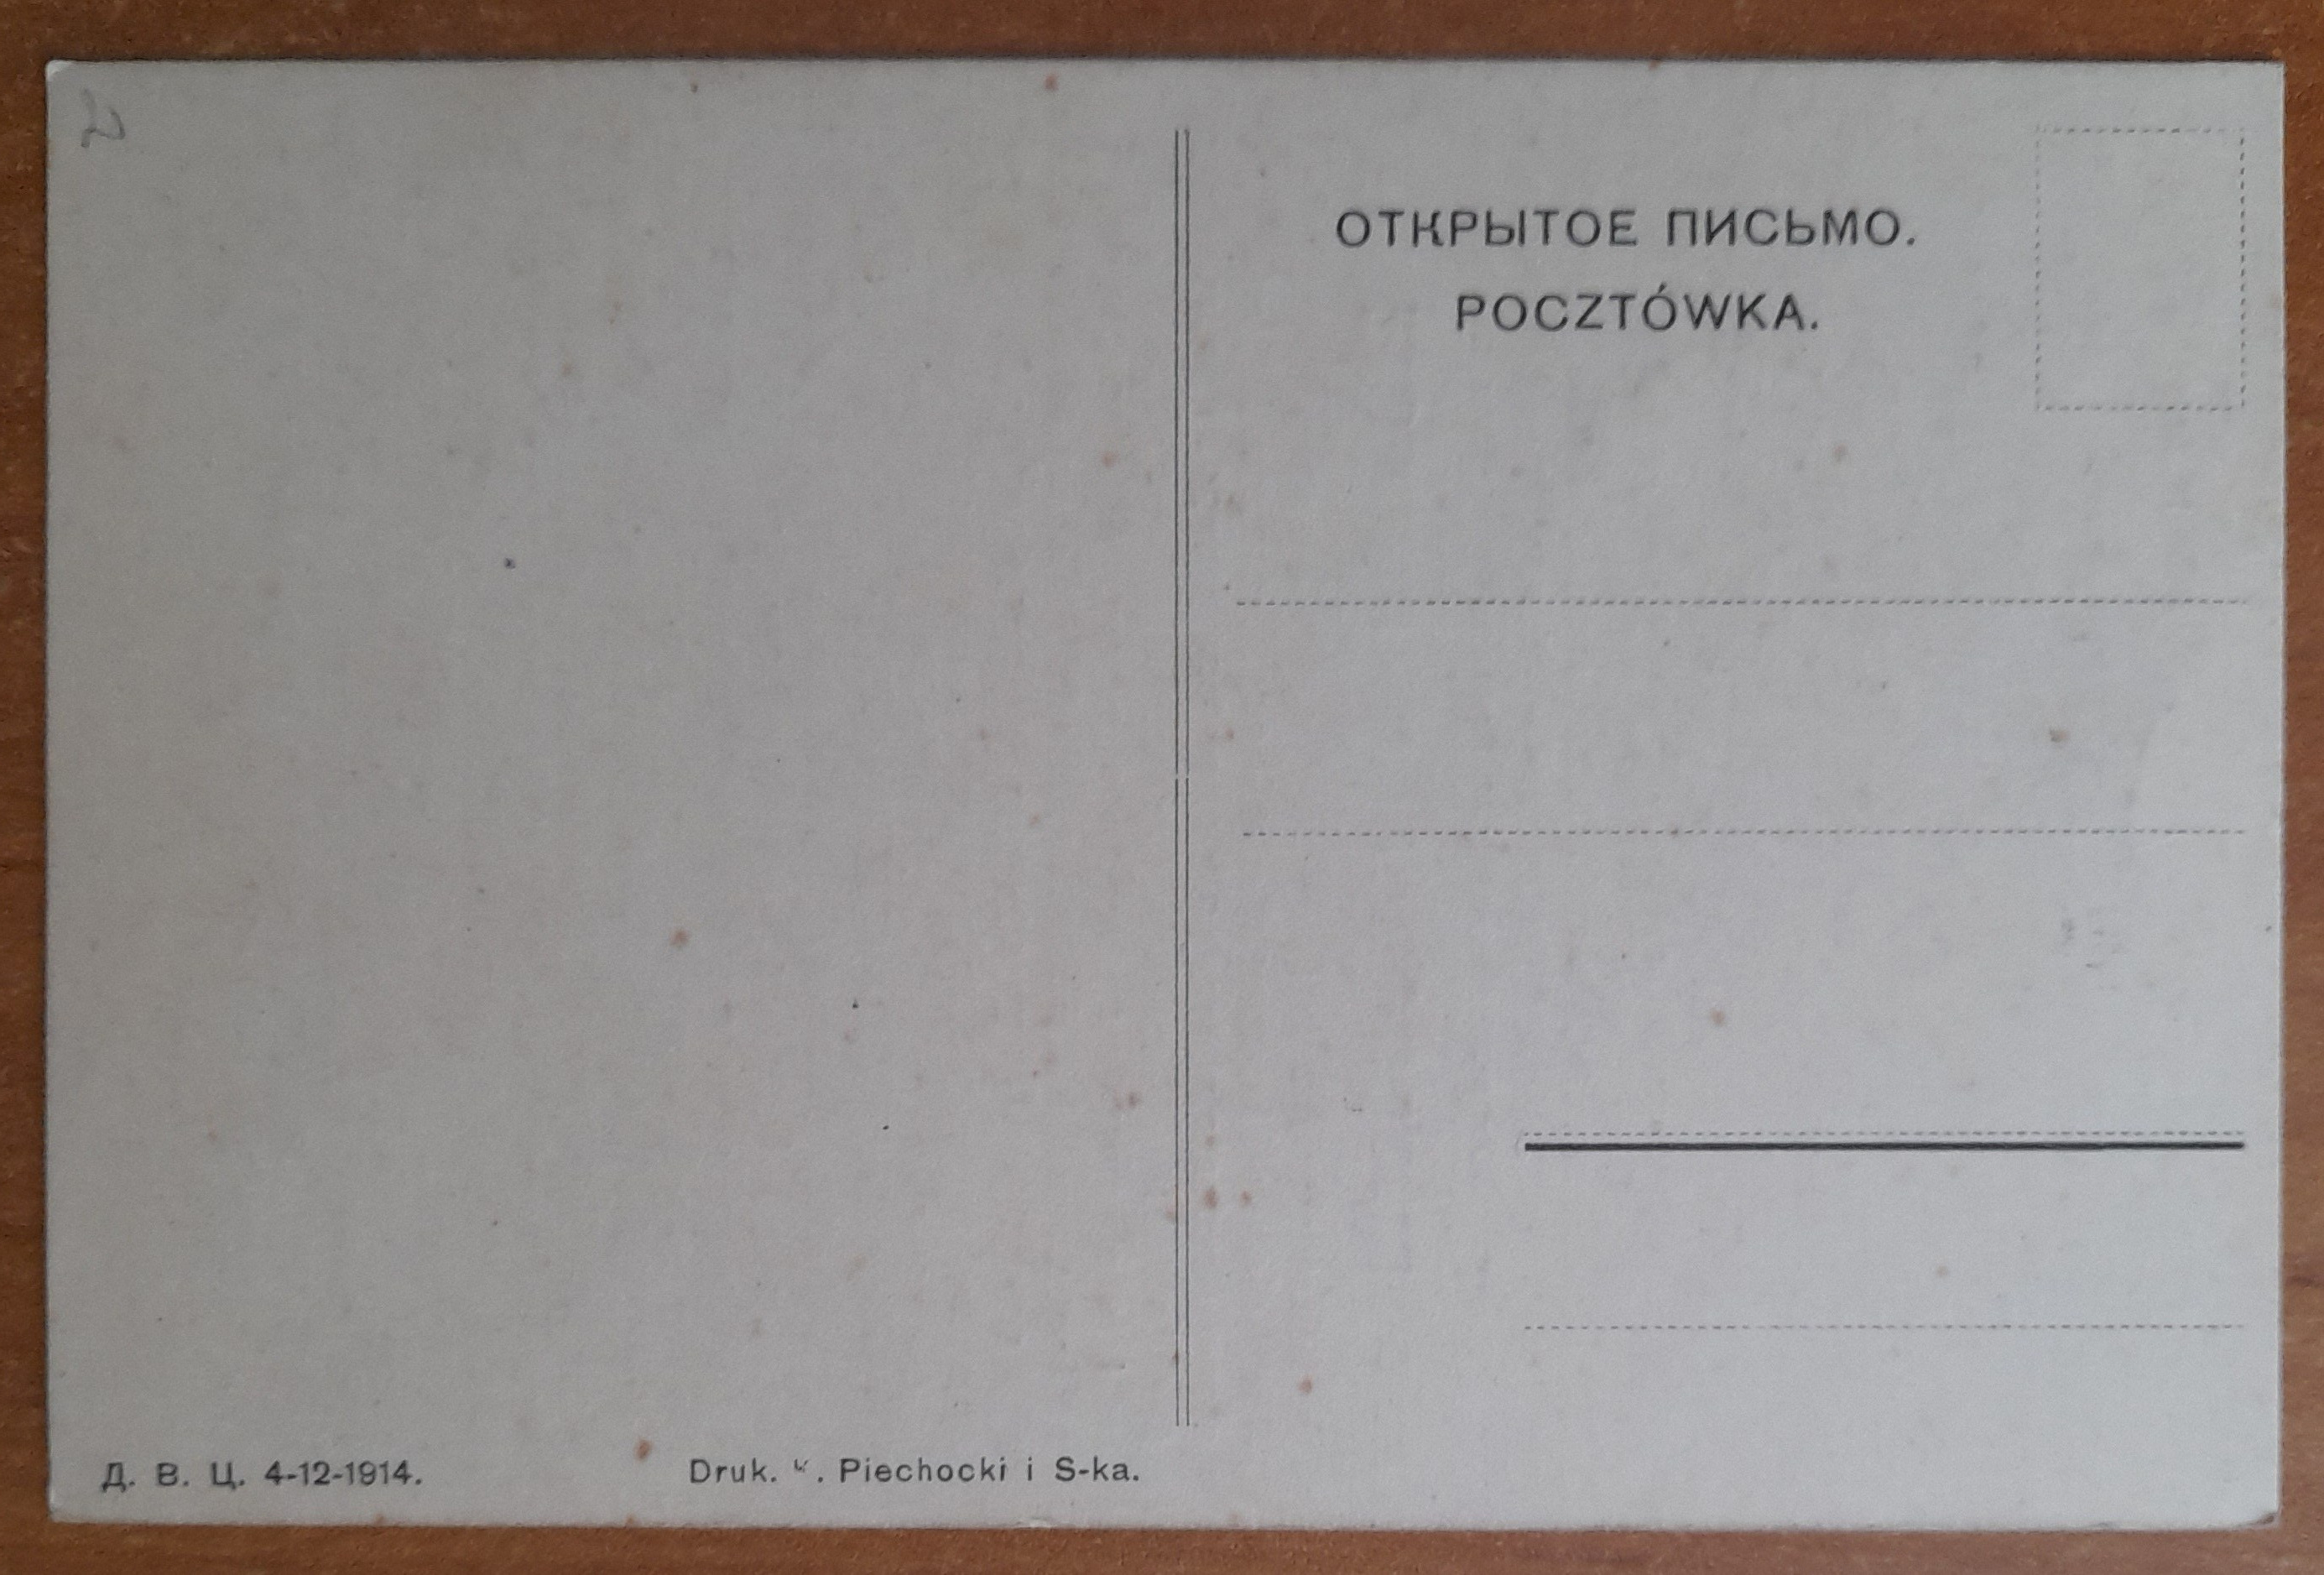 ОТКРЫТОЕ ПИСЬМО.
POCZTÓWKA.
Д. В. Ц. 4-12-1914.
Druk. . Piechocki i S-ka.